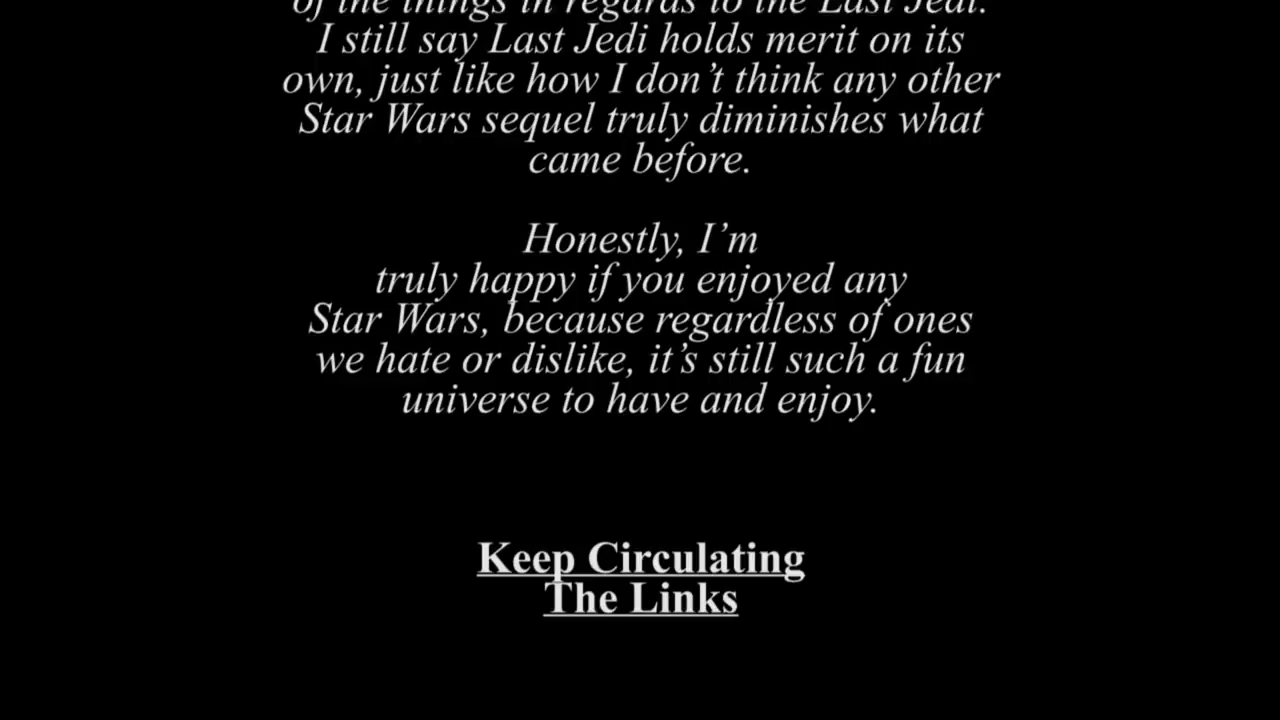 of the things in regards to the Last Jedi.
I still say Last Jedi holds merit on its
own, just like how I don’t think any other
Star Wars sequel truly diminishes what
came before.
Honestly, I’m
truly happy if you enjoyed any
Star Wars, because regardless of ones
we hate or dislike, it’s still such a fun
universe to have and enjoy.
Keep Circulating
The Links